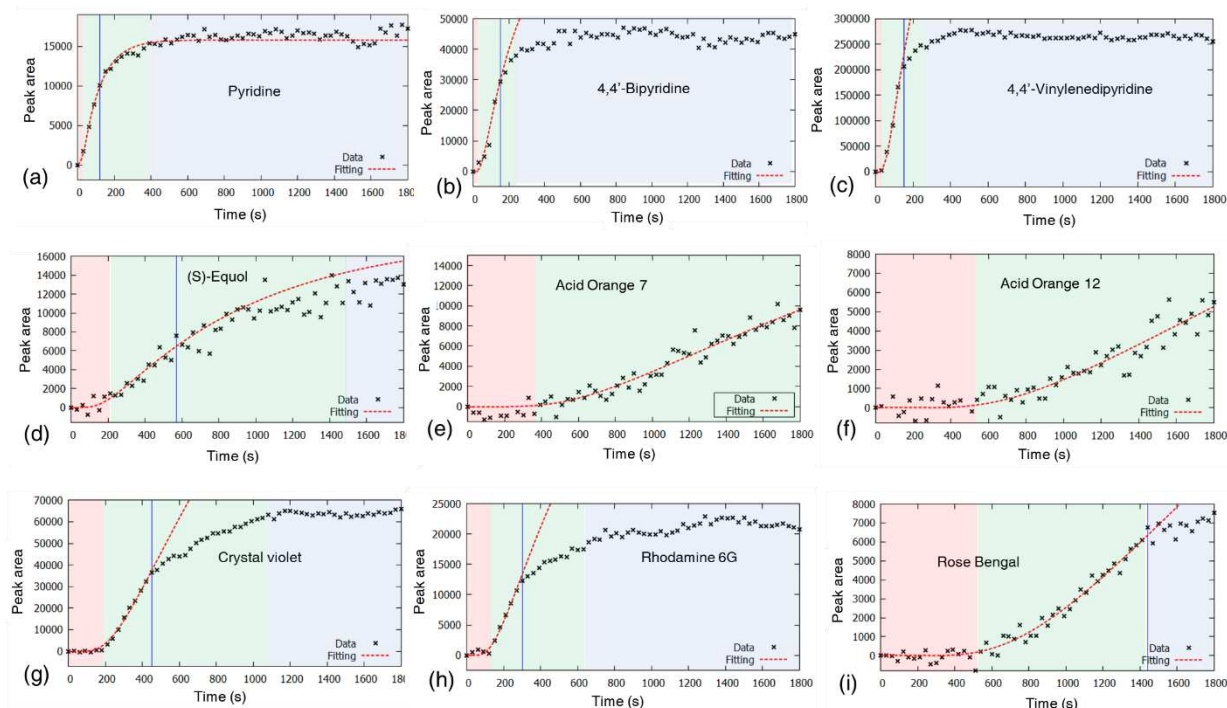 Peak area
15000
10000
5000
0
Pyridine
Data
Fitting
(a)
0 200 400 600 800 1000 1200 1400 1600 1800
Time (s)
Peak area
50000
40000
30000
20000
10000
0
4,4'-Bipyridine
Data
Fitting
(b)
0 200 400 600 800 1000 1200 1400 1600 1800
Time (s)
Peak area
300000
250000
200000
150000
100000
50000
0
4,4'-Vinylenedipyridine
Data
Fitting
(c)
0 200 400 600 800 1000 1200 1400 1600 1800
Time (s)
Peak area
16000
14000
12000
10000
8000
6000
4000
2000
0
(S)-Equol
Data
Fitting
(d)
0 200 400 600 800 1000 1200 1400 1600 1800
Time (s)
Peak area
14000
12000
10000
8000
6000
4000
2000
0
Acid Orange 7
Data
Fitting
(e)
0 200 400 600 800 1000 1200 1400 1600 1800
Time (s)
Peak area
8000
7000
6000
5000
4000
3000
2000
1000
0
Acid Orange 12
Data
Fitting
(f)
0 200 400 600 800 1000 1200 1400 1600 1800
Time (s)
Peak area
70000
60000
50000
40000
30000
20000
10000
0
Crystal violet
Data
Fitting
(g)
0 200 400 600 800 1000 1200 1400 1600 1800
Time (s)
Peak area
25000
20000
15000
10000
5000
0
Rhodamine 6G
Data
Fitting
(h)
0 200 400 600 800 1000 1200 1400 1600 1800
Time (s)
Peak area
8000
7000
6000
5000
4000
3000
2000
1000
0
Rose Bengal
Data
Fitting
(i)
0 200 400 600 800 1000 1200 1400 1600 1800
Time (s)